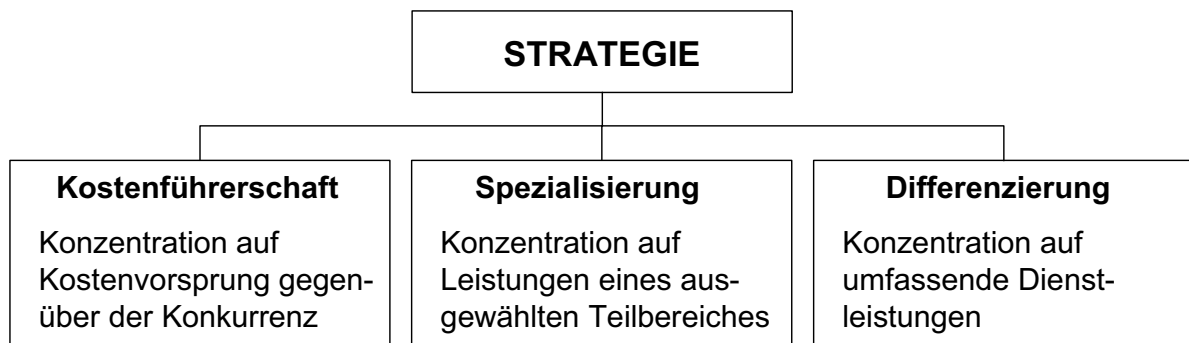 STRATEGIE
Kostenführerschaft
Konzentration auf
Kostenvorsprung gegen-
über der Konkurrenz
Spezialisierung
Konzentration auf
Leistungen eines aus-
gewählten Teilbereiches
Differenzierung
Konzentration auf
umfassende Dienst-
leistungen